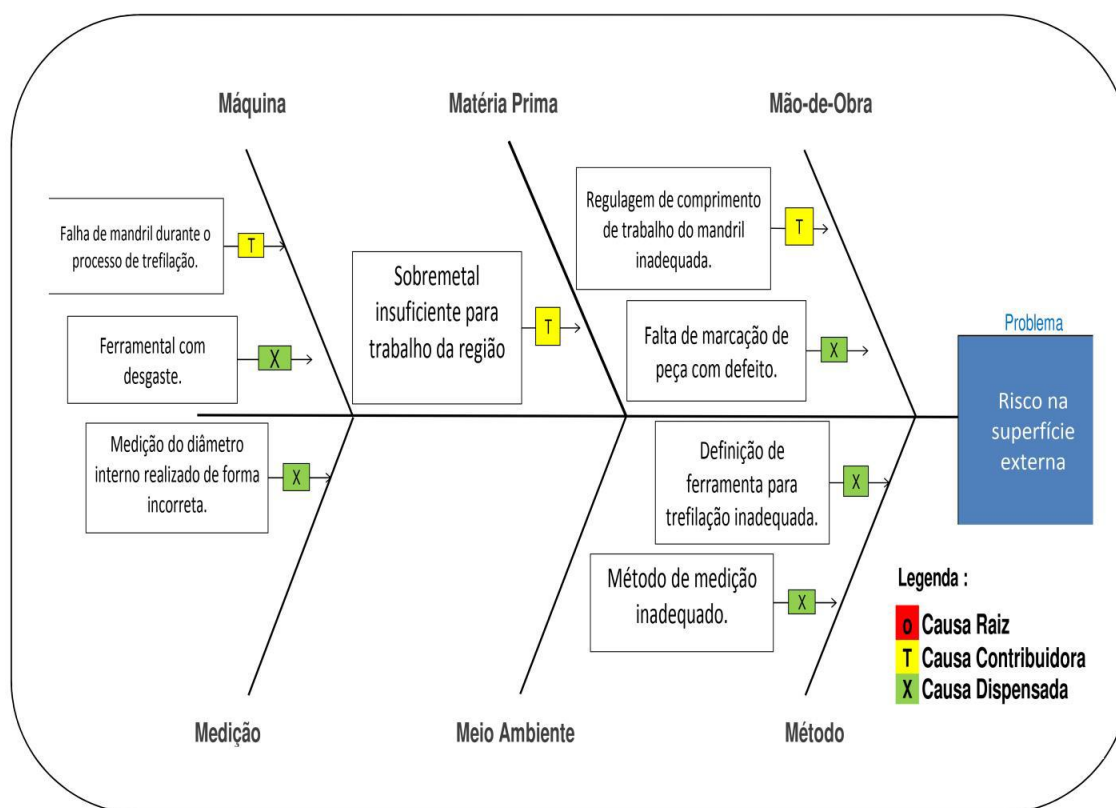 Máquina
Matéria Prima
Mão-de-Obra
Falha de mandril durante o
processo de trefilação.
T
Ferramental com
desgaste.
X
Sobremetal
insuficiente para
trabalho da região
T
Regulagem de comprimento
de trabalho do mandril
inadequada.
T
Falta de marcação de
peça com defeito.
X
Problema
Risco na
superfície
externa
Medição do diâmetro
interno realizado de forma
incorreta.
X
Definição de
ferramenta para
trefilação inadequada.
X
Método de medição
inadequado.
X
Legenda :
o Causa Raiz
T Causa Contribuidora
X Causa Dispensada
Medição
Meio Ambiente
Método